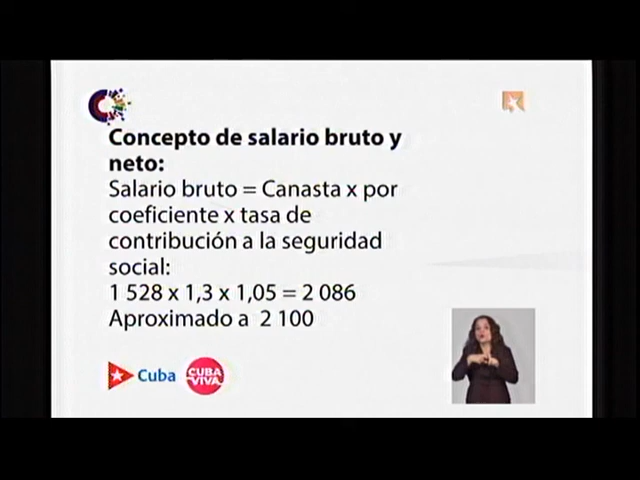 Concepto de salario bruto y
neto:
Salario bruto = Canasta x por
coeficiente x tasa de
contribución a la seguridad
social:
1 528 x 1,3 x 1,05 = 2 086
Aproximado a 2 100
Cuba
CUBA
VIVA